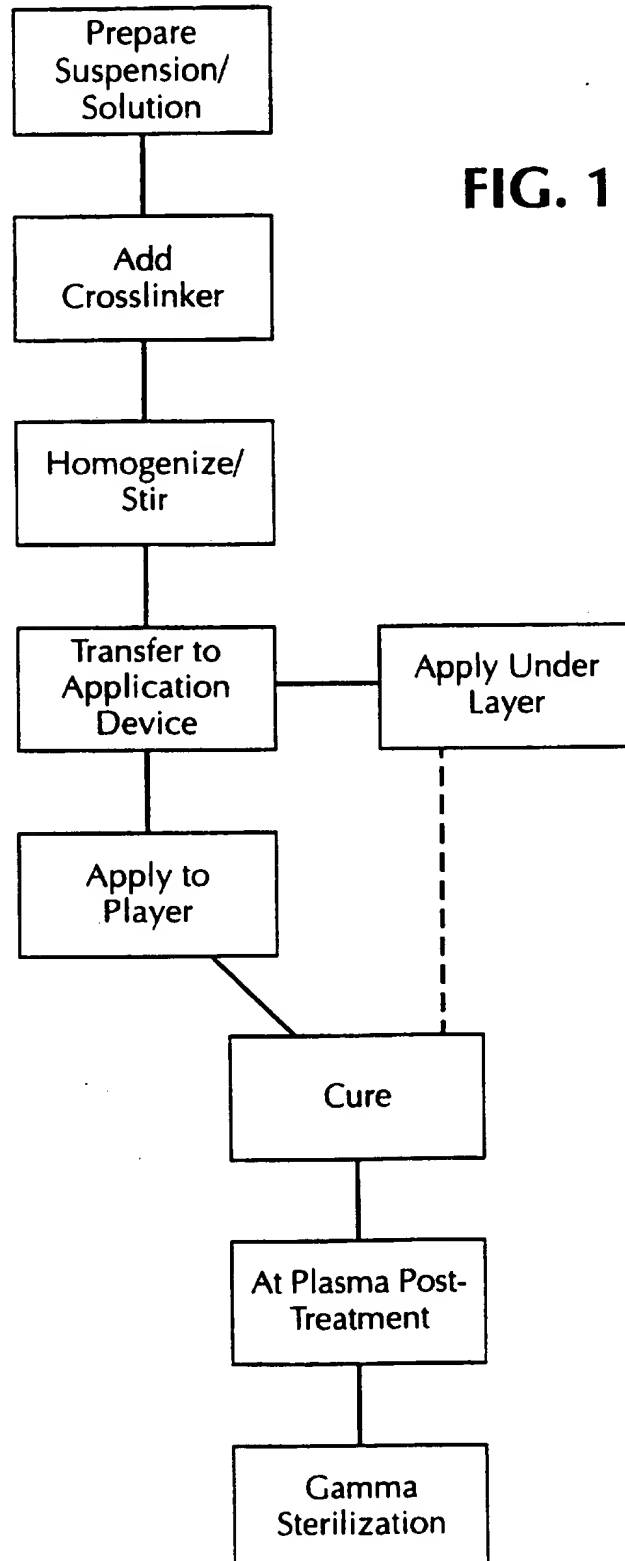 Prepare
Suspension/
Solution
FIG. 1
Add
Crosslinker
Homogenize/
Stir
Transfer to
Application
Device
Apply Under
Layer
Apply to
Player
Cure
At Plasma Post-
Treatment
Gamma
Sterilization